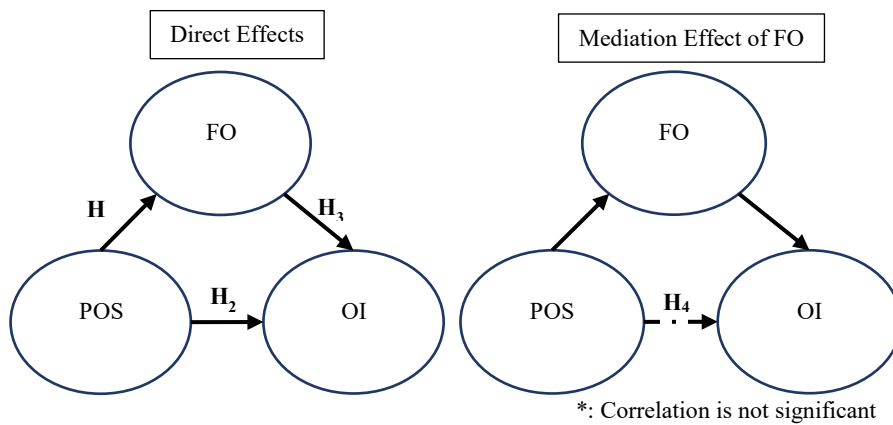 Direct Effects
Mediation Effect of FO
FO
FO
H
H₃
POS
H₂
OI
POS
H₄
OI
*: Correlation is not significant